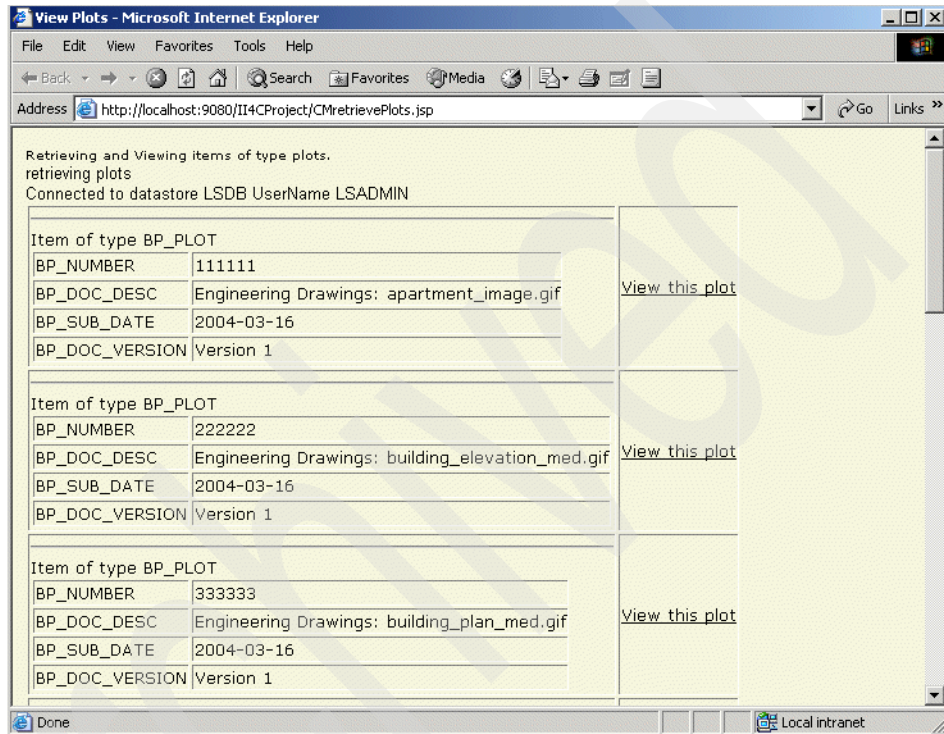 View Plots - Microsoft Internet Explorer
File Edit View Favorites Tools Help
Back Search Favorites Media
Address http://localhost:9080/II4CProject/CMretrievePlots.jsp Go Links »
Retrieving and Viewing items of type plots.
retrieving plots
Connected to datastore LSDB UserName LSADMIN
Item of type BP_PLOT
BP_NUMBER 111111
BP_DOC_DESC Engineering Drawings: apartment_image.gif
View this plot
BP_SUB_DATE 2004-03-16
BP_DOC_VERSION Version 1
Item of type BP_PLOT
BP_NUMBER 222222
BP_DOC_DESC Engineering Drawings: building_elevation_med.gif
View this plot
BP_SUB_DATE 2004-03-16
BP_DOC_VERSION Version 1
Item of type BP_PLOT
BP_NUMBER 333333
BP_DOC_DESC Engineering Drawings: building_plan_med.gif
View this plot
BP_SUB_DATE 2004-03-16
BP_DOC_VERSION Version 1
Done Local intranet